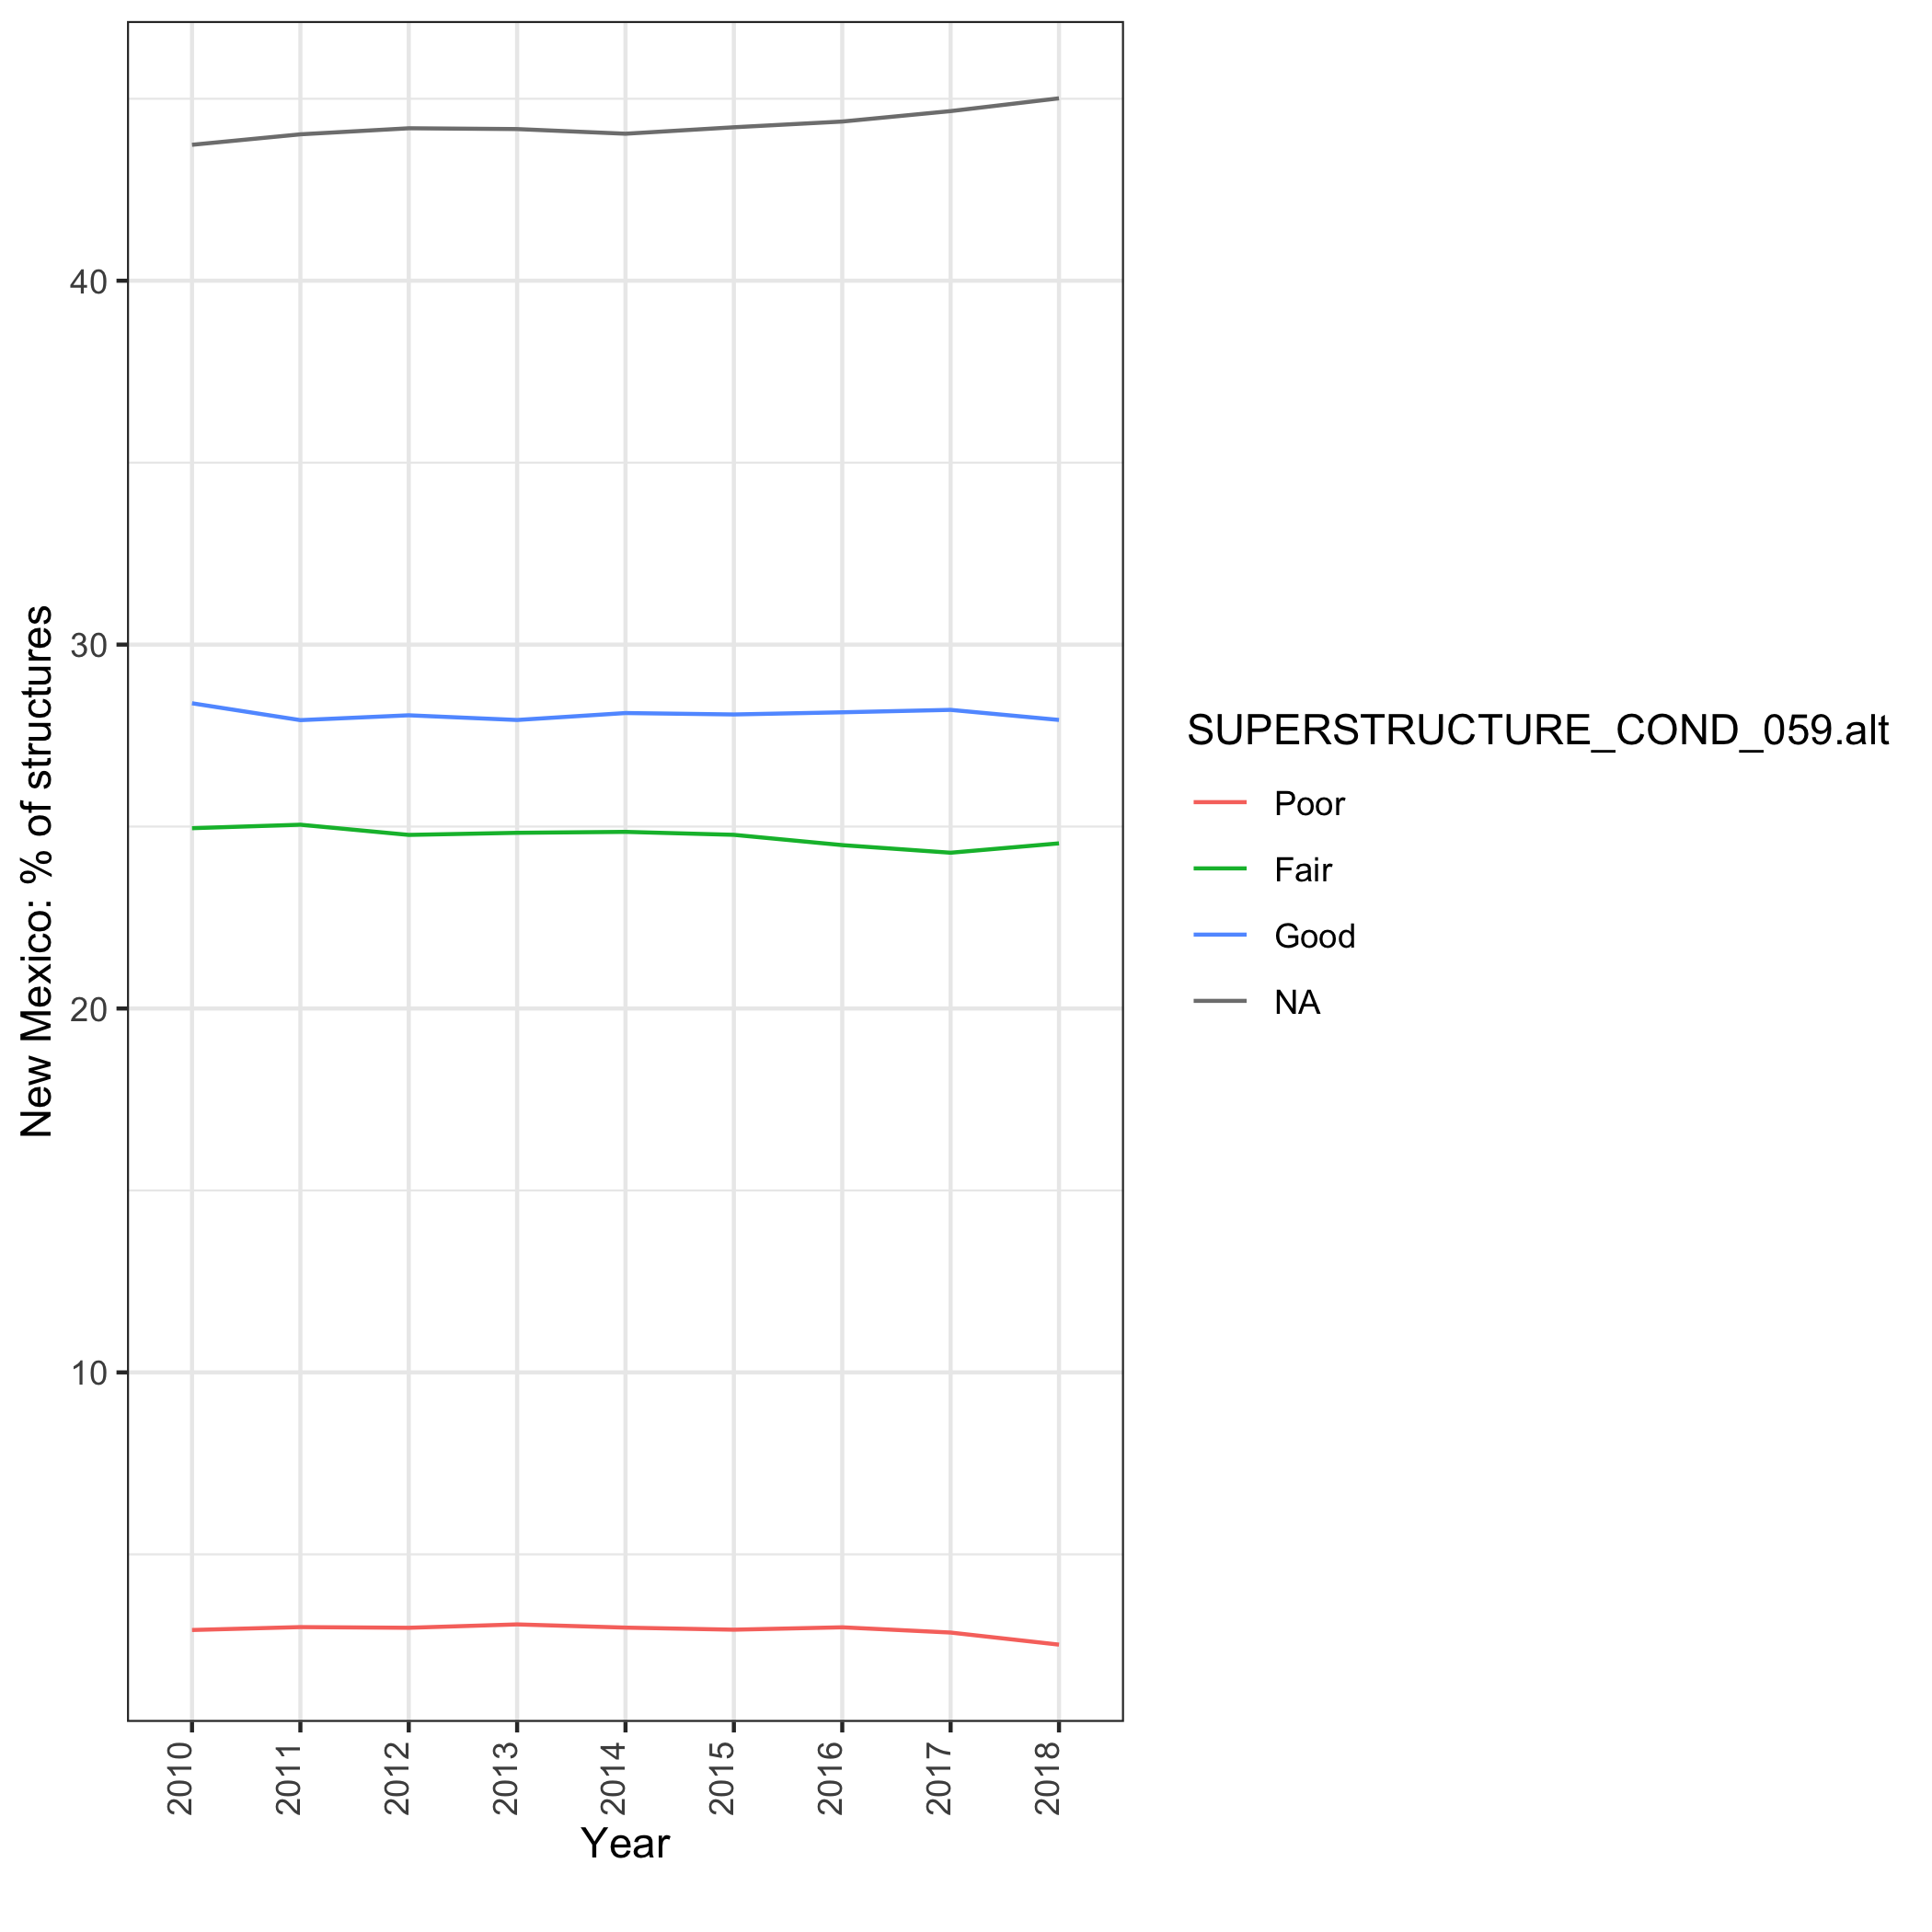 New Mexico: % of structures
40
30
20
10
2010
2011
2012
2013
2014
2015
2016
2017
2018
Year
SUPERSTRUCTURE_COND_059.alt
Poor
Fair
Good
NA